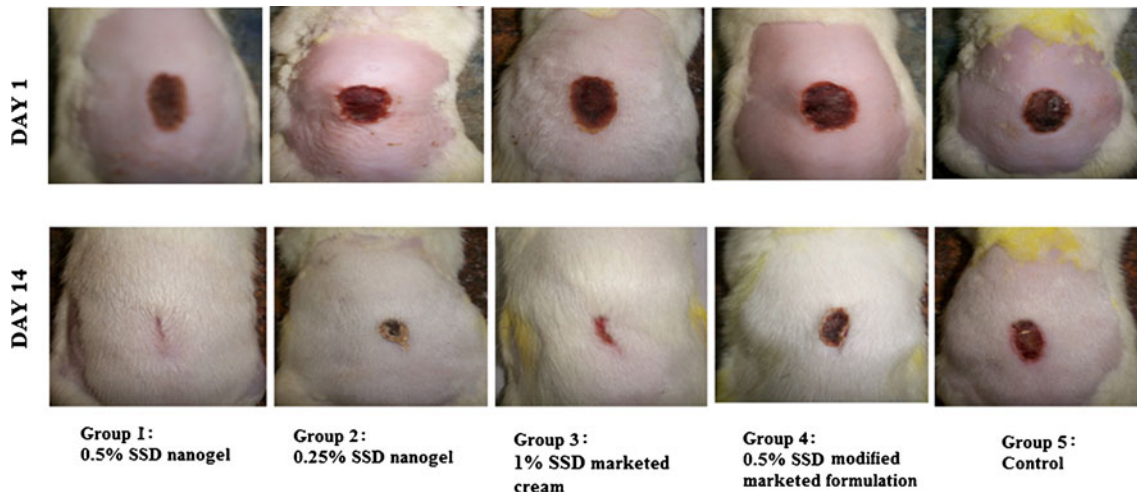 DAY 1
DAY 14
Group 1:
0.5% SSD nanogel
Group 2:
0.25% SSD nanogel
Group 3:
1% SSD marketed
cream
Group 4:
0.5% SSD modified
marketed formulation
Group 5:
Control